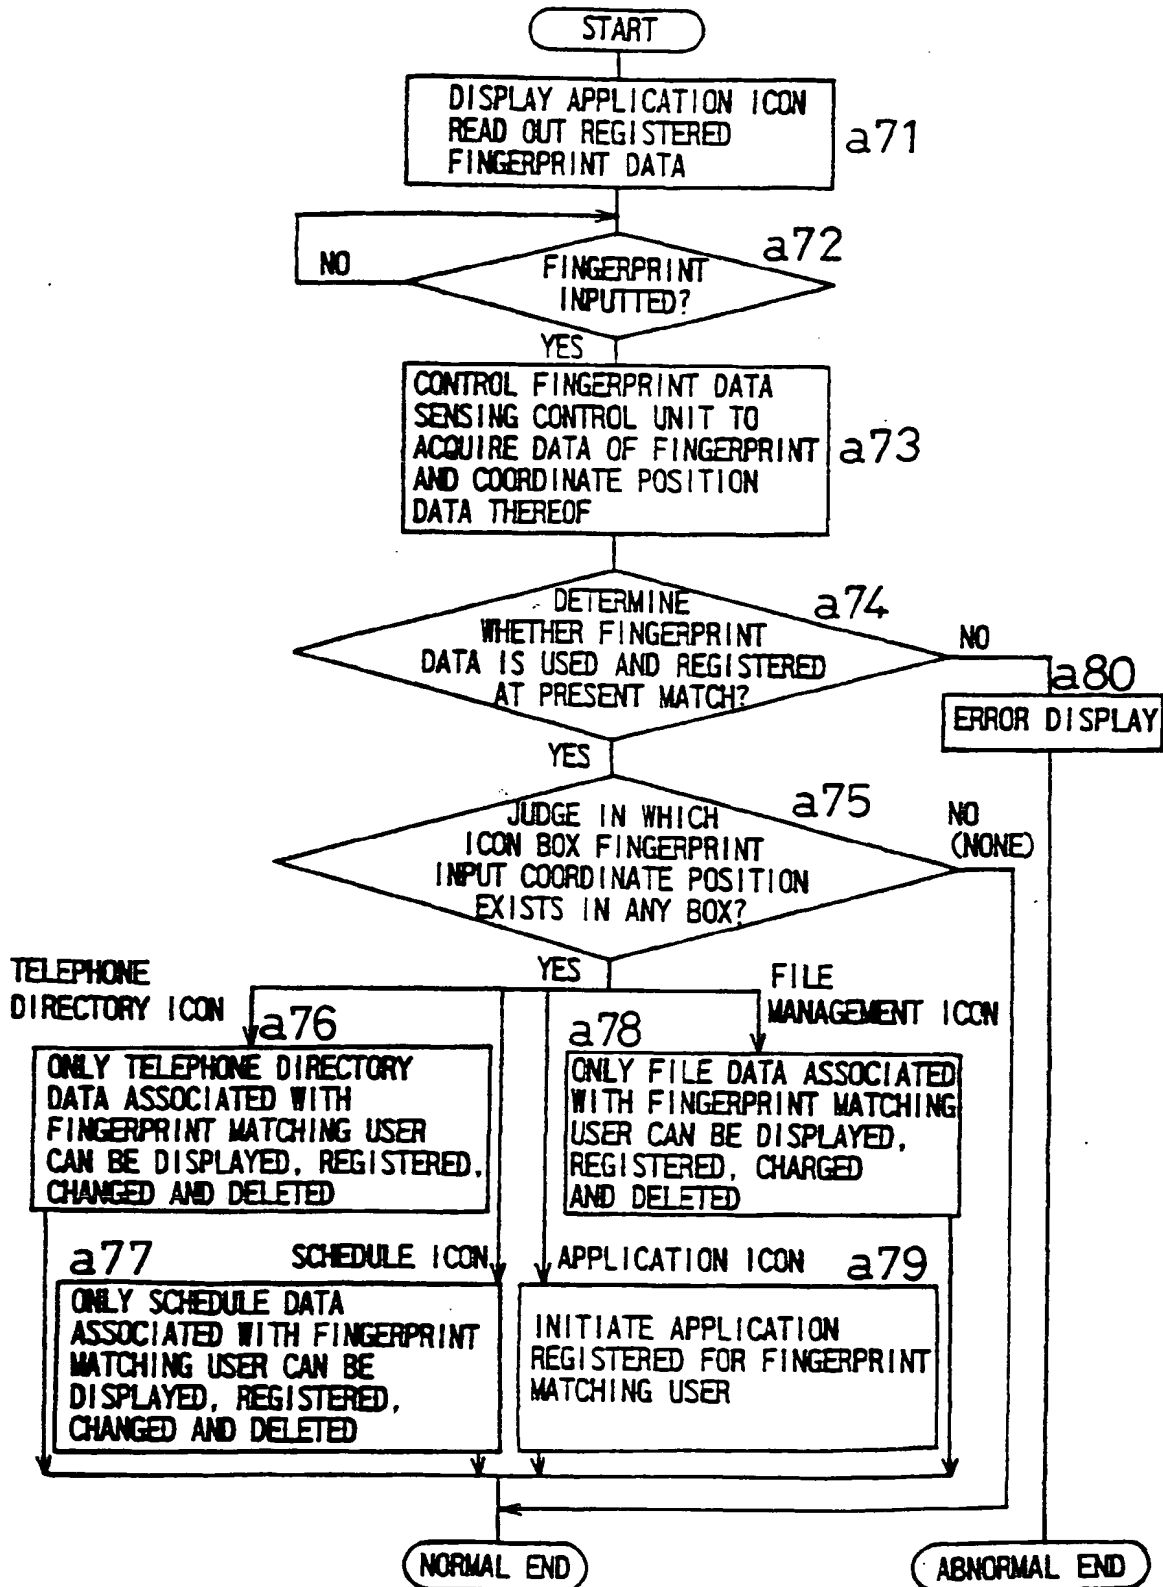 START
DISPLAY APPLICATION ICON
READ OUT REGISTERED
FINGERPRINT DATA
a71
a72
NO
FINGERPRINT
INPUTTED?
YES
CONTROL FINGERPRINT DATA
SENSING CONTROL UNIT TO
ACQUIRE DATA OF FINGERPRINT
AND COORDINATE POSITION
DATA THEREOF
a73
a74
DETERMINE
WHETHER FINGERPRINT
DATA IS USED AND REGISTERED
AT PRESENT MATCH?
NO
a80
ERROR DISPLAY
YES
a75
JUDGE IN WHICH
ICON BOX FINGERPRINT
INPUT COORDINATE POSITION
EXISTS IN ANY BOX?
NO
(NONE)
YES
TELEPHONE
DIRECTORY ICON
FILE
MANAGEMENT ICON
a76
ONLY TELEPHONE DIRECTORY
DATA ASSOCIATED WITH
FINGERPRINT MATCHING USER
CAN BE DISPLAYED, REGISTERED,
CHANGED AND DELETED
a78
ONLY FILE DATA ASSOCIATED
WITH FINGERPRINT MATCHING
USER CAN BE DISPLAYED,
REGISTERED, CHARGED
AND DELETED
a77
SCHEDULE ICON
ONLY SCHEDULE DATA
ASSOCIATED WITH FINGERPRINT
MATCHING USER CAN BE
DISPLAYED, REGISTERED,
CHANGED AND DELETED
APPLICATION ICON
a79
INITIATE APPLICATION
REGISTERED FOR FINGERPRINT
MATCHING USER
NORMAL END
ABNORMAL END